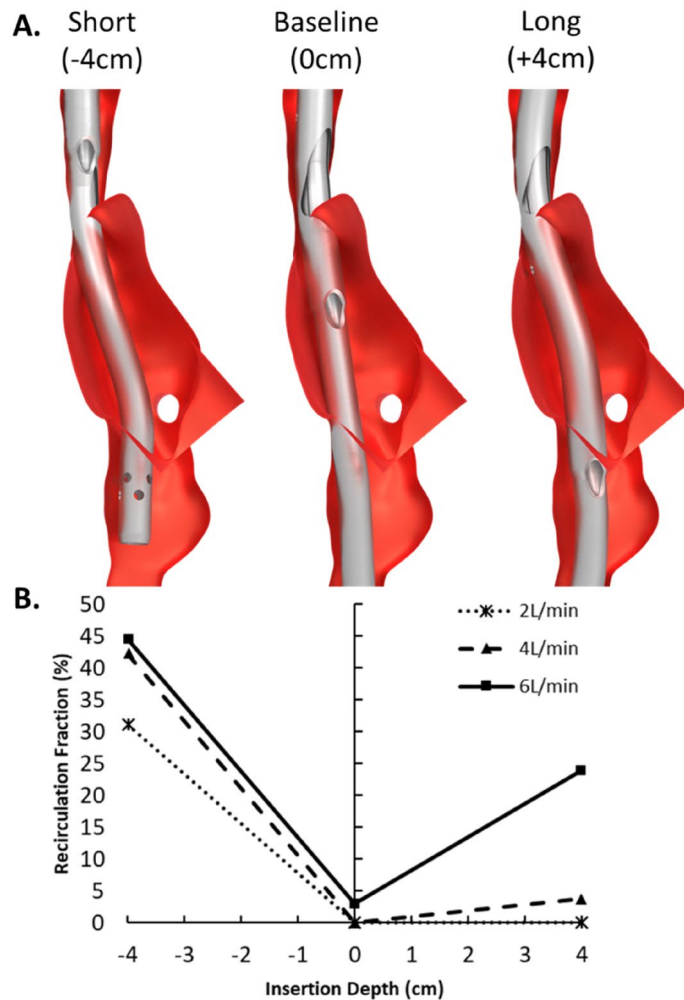 A. Short Baseline Long
(-4cm) (0cm) (+4cm)
B.
50
45
40
35
30
25
20
15
10
5
0
Recirculation Fraction (%)
2L/min
4L/min
6L/min
-4 -3 -2 -1 0 1 2 3 4
Insertion Depth (cm)